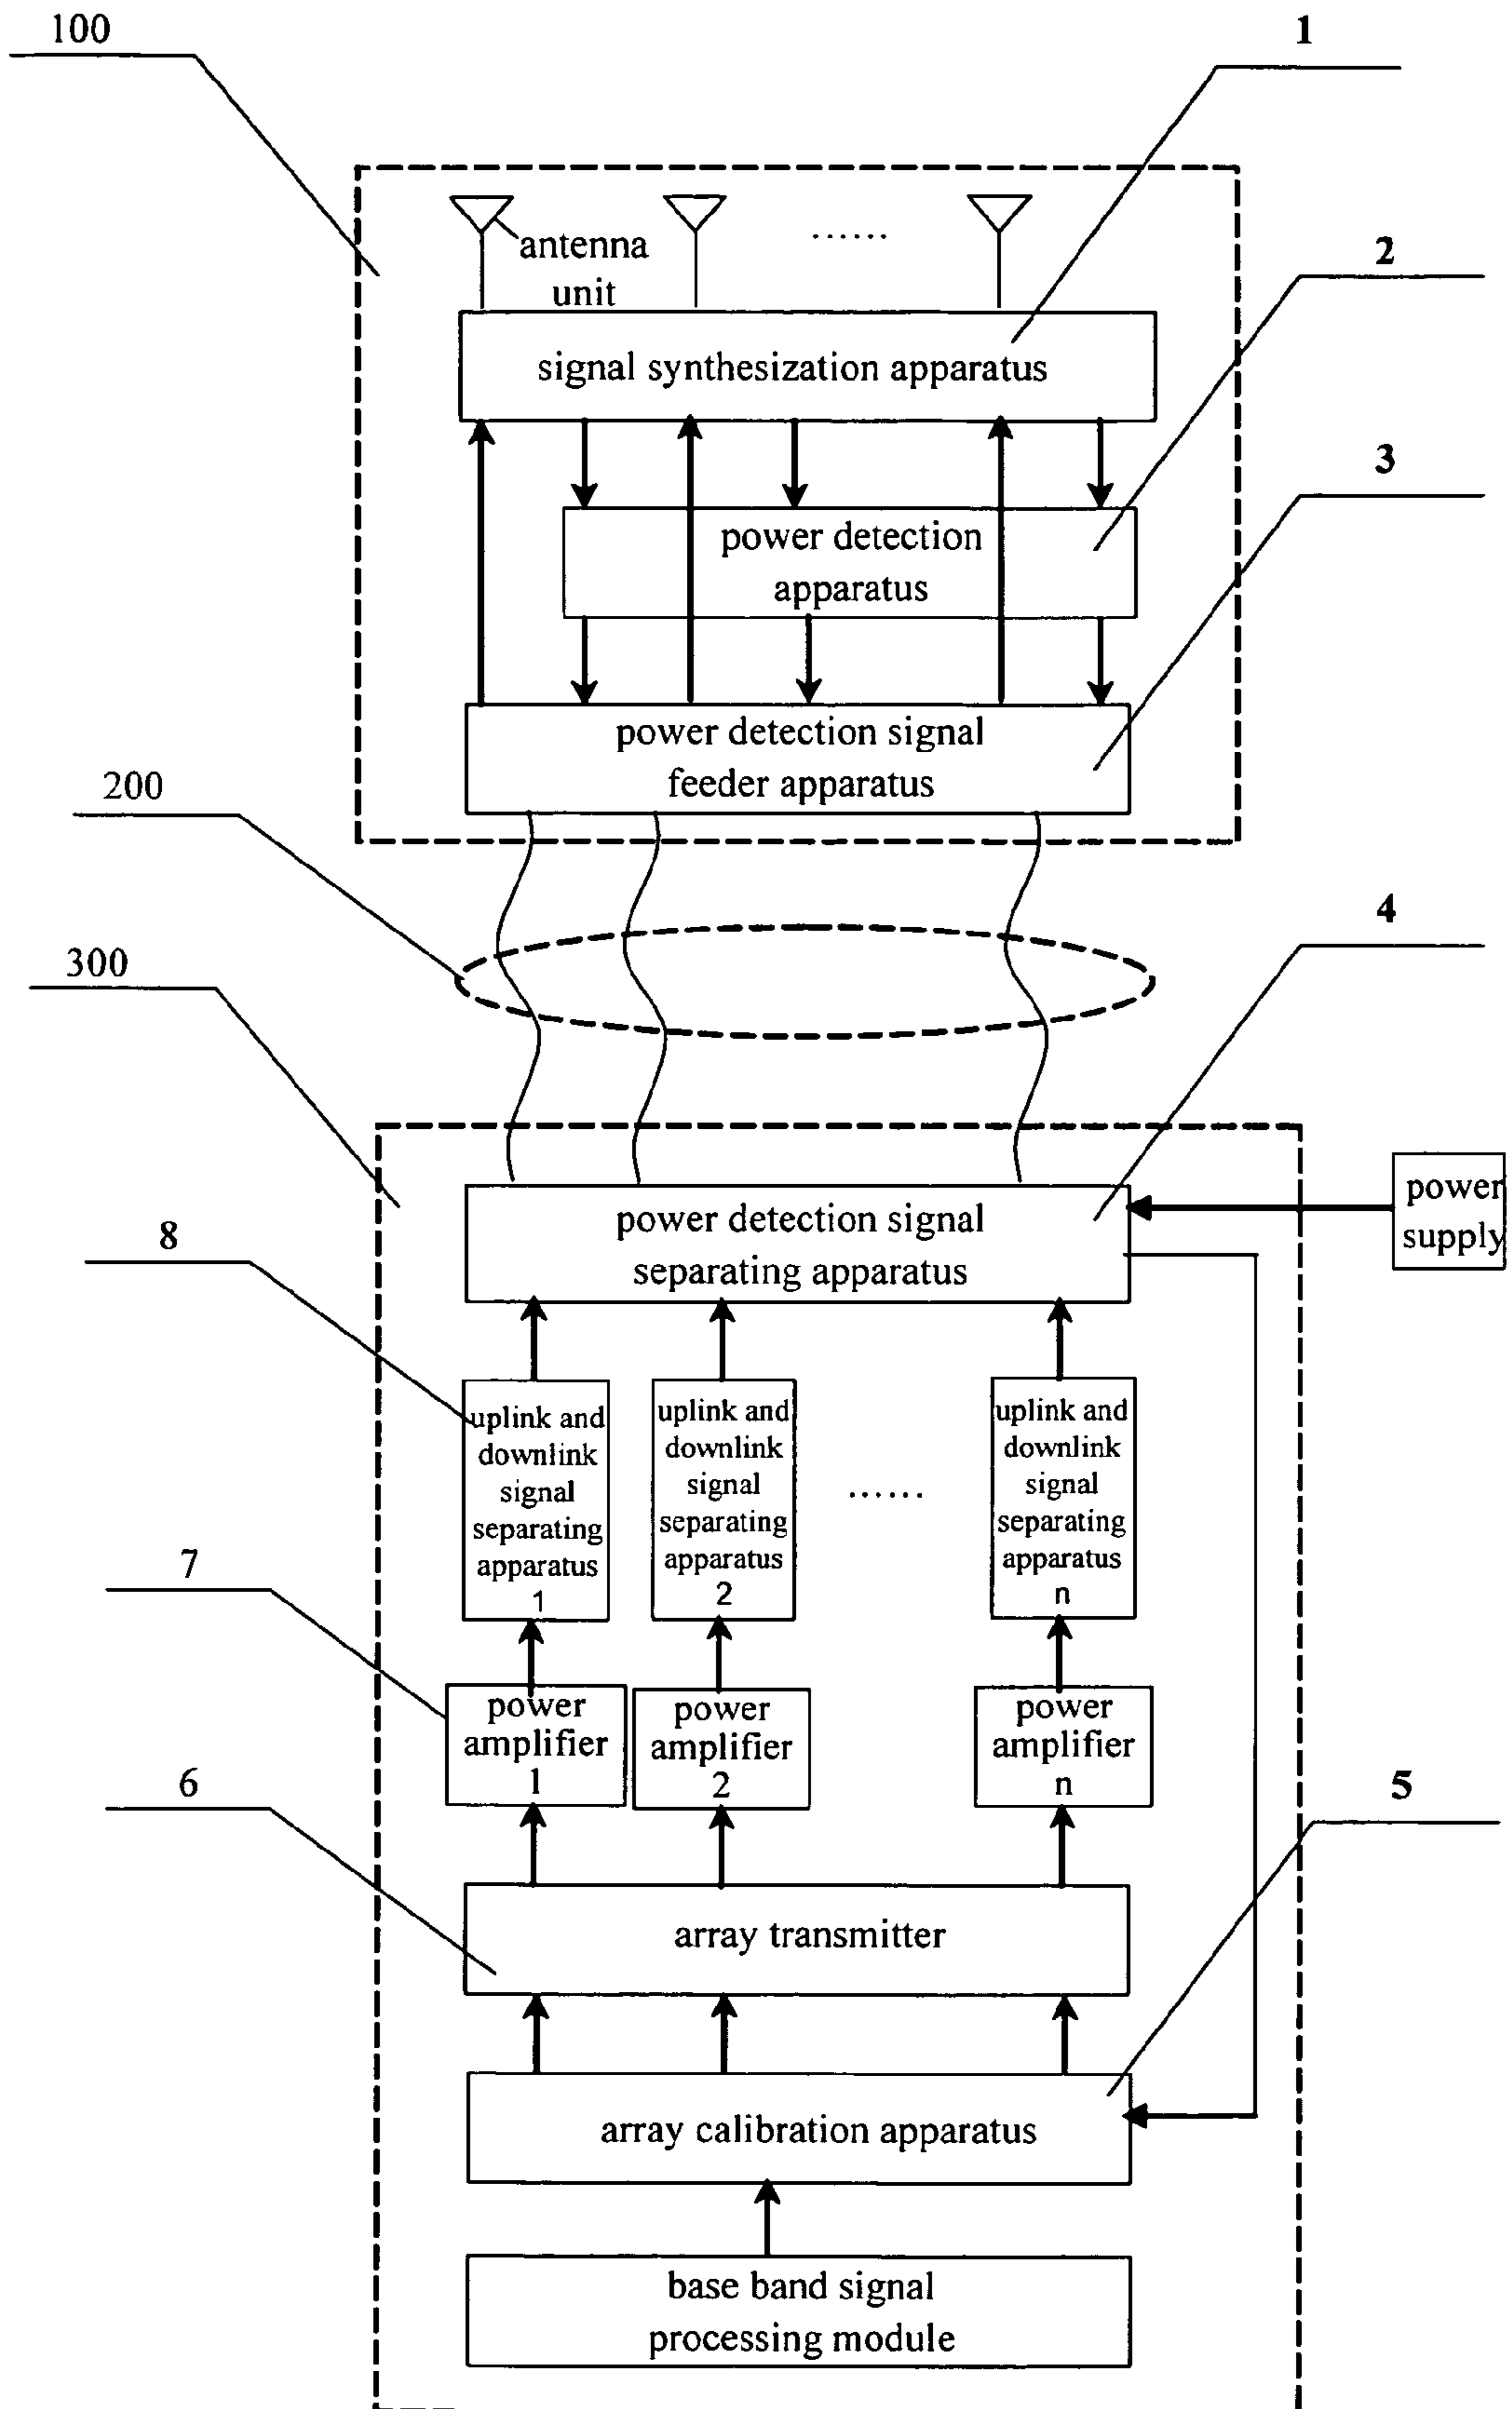 100
1
antenna
unit
......
2
signal synthesization apparatus
3
power detection
apparatus
power detection signal
feeder apparatus
200
4
300
power detection signal
separating apparatus
power
supply
8
uplink and
downlink
signal
separating
apparatus
1
uplink and
downlink
signal
separating
apparatus
2
......
uplink and
downlink
signal
separating
apparatus
n
7
power
amplifier
1
power
amplifier
2
power
amplifier
n
6
5
array transmitter
array calibration apparatus
base band signal
processing module